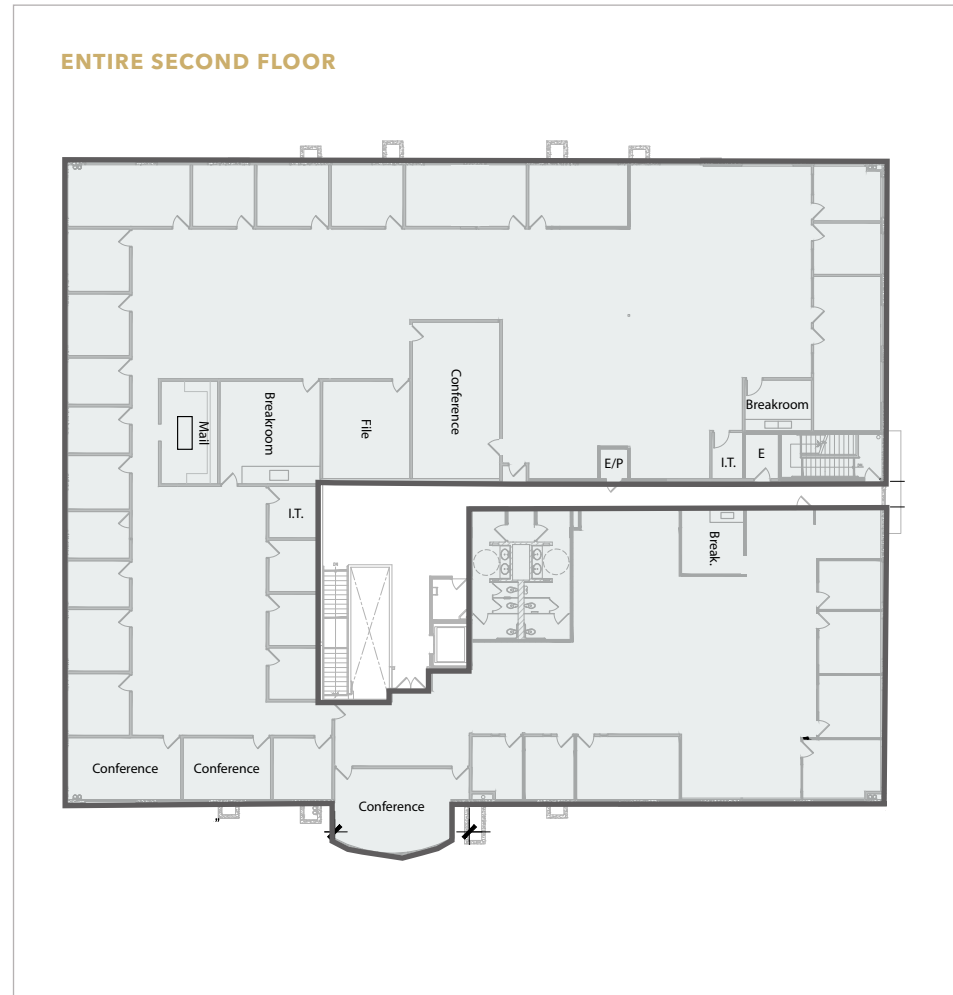 ENTIRE SECOND FLOOR
Conference
Mail
Breakroom
File
Breakroom
E/P
I.T.
E
I.T.
Break.
Conference
Conference
Conference